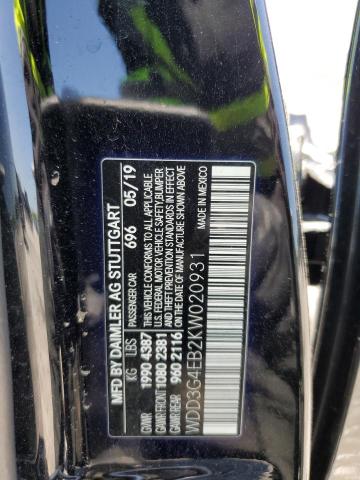 MFD BY DAIMLER AG STUTTGART
PASSENGER CAR 696 05/19
KG LBS THIS VEHICLE CONFORMS TO ALL APPLICABLE
GVWR 1990 4387 U.S. FEDERAL MOTOR VEHICLE SAFETY, BUMPER
GAWR FRONT 1080 2381 AND THEFT PREVENTION STANDARDS IN EFFECT
GAWR 960 2116 ON THE DATE OF MANUFACTURE SHOWN ABOVE
WDD3G4EB2KW020931
MADE IN MEXICO